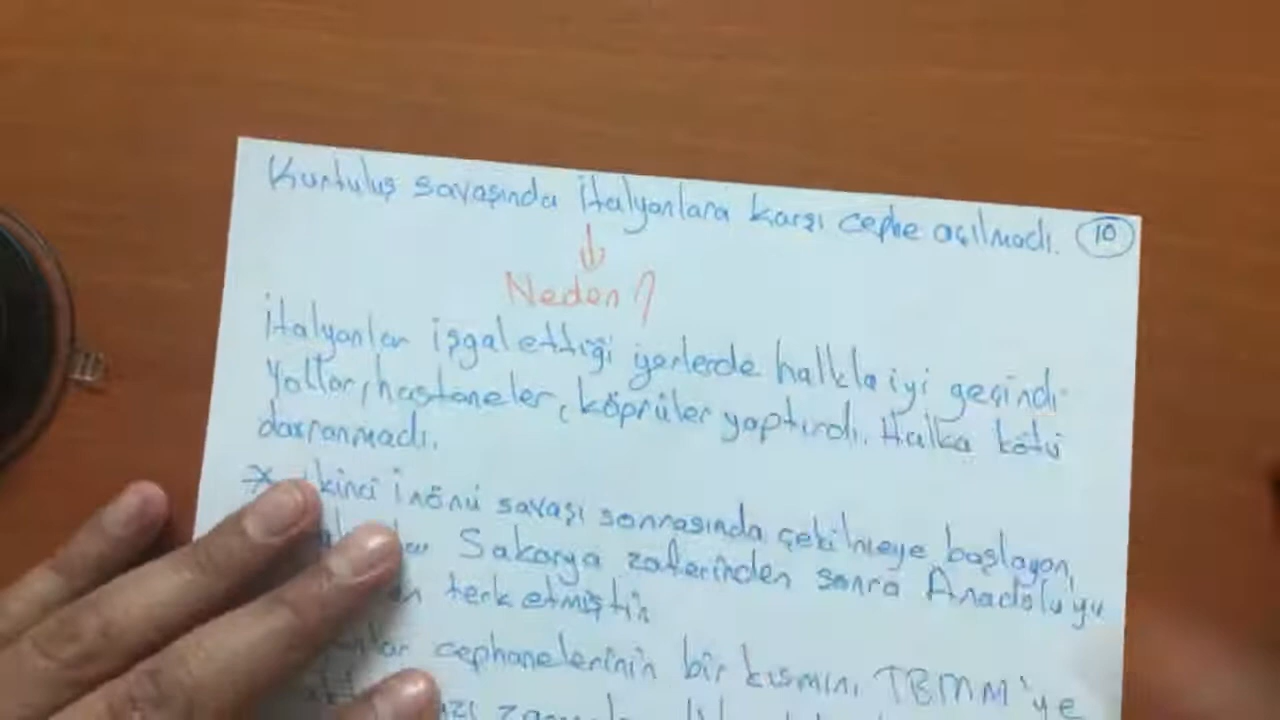 Kurtuluş savaşında İtalyanlara karşı cephe açılmadı. 10
Neden?
İtalyanlar işgal ettiği yerlerde halkla iyi geçindi.
Yollar, hastaneler, köprüler yaptırdı. Halka kötü
davranmadı.
* İkinci İnönü savaşı sonrasında çekilmeye başlayan,
Sakarya zaferinden sonra Anadolu'yu
terketmiştir
cephanelerinin bir kısmını TBMM'ye